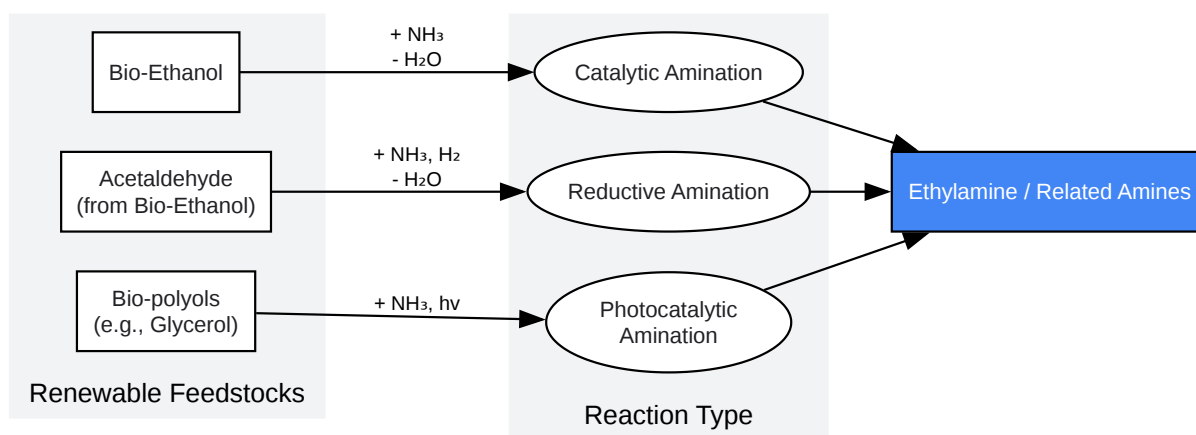 + NH₃
- H₂O
Bio-Ethanol
Catalytic Amination
+ NH₃, H₂
- H₂O
Acetaldehyde
(from Bio-Ethanol)
Reductive Amination
Ethylamine / Related Amines
Bio-polyols
(e.g., Glycerol)
+ NH₃, hv
Photocatalytic
Amination
Renewable Feedstocks
Reaction Type